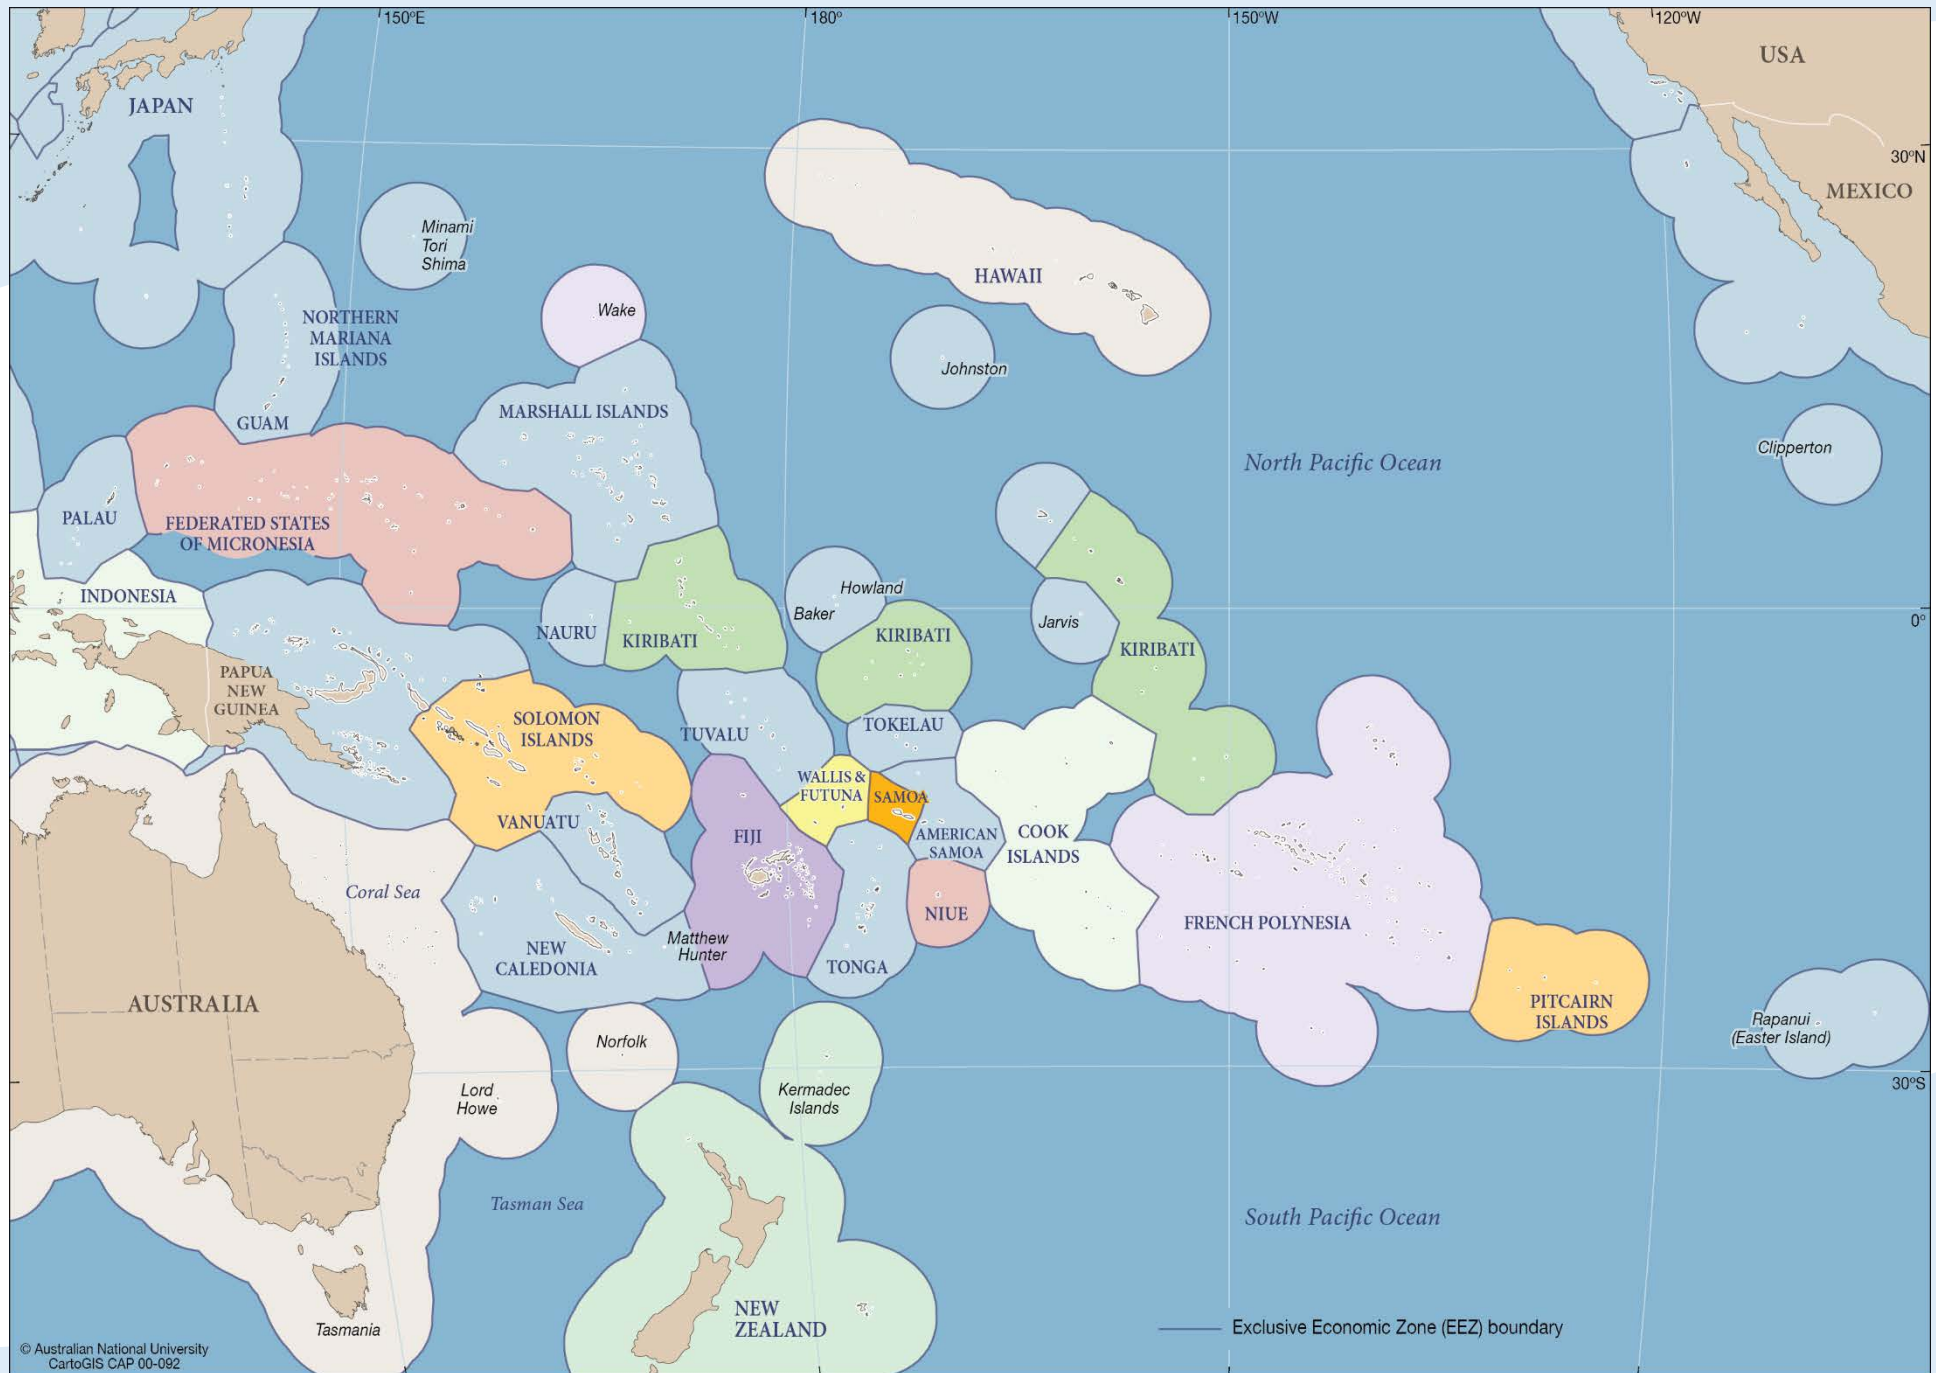 150°E
180°
150°W
120°W
USA
JAPAN
30°N
MEXICO
Minami
Tori
Shima
HAWAII
Wake
NORTHERN
MARIANA
ISLANDS
Johnston
MARSHALL ISLANDS
GUAM
Clipperton
North Pacific Ocean
PALAU
FEDERATED STATES
OF MICRONESIA
INDONESIA
Howland
Baker
NAURU
KIRIBATI
KIRIBATI
Jarvis
KIRIBATI
0°
PAPUA
NEW
GUINEA
SOLOMON
ISLANDS
TUVALU
TOKELAU
WALLIS &
FUTUNA
SAMOA
VANUATU
FIJI
AMERICAN
SAMOA
COOK
ISLANDS
Coral Sea
NIUE
FRENCH POLYNESIA
Matthew
Hunter
NEW
CALEDONIA
TONGA
AUSTRALIA
PITCAIRN
ISLANDS
Rapanui
(Easter Island)
Norfolk
Lord
Howe
Kermadec
Islands
30°S
Tasman Sea
South Pacific Ocean
NEW
ZEALAND
Tasmania
Exclusive Economic Zone (EEZ) boundary
© Australian National University
CartoGIS CAP 00-092